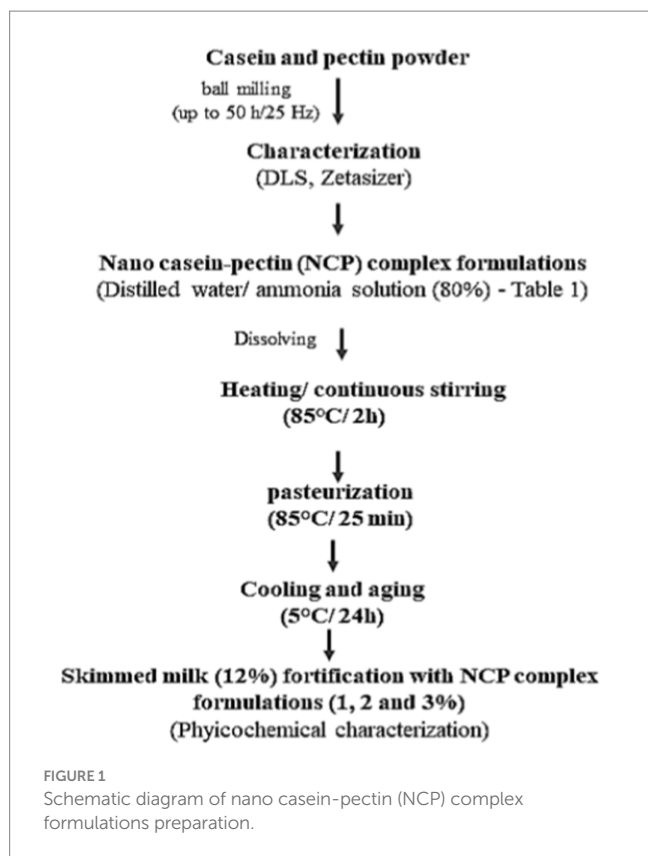 Casein and pectin powder
ball milling
(up to 50 h/25 Hz)
Characterization
(DLS, Zetasizer)
Nano casein-pectin (NCP) complex formulations
(Distilled water/ ammonia solution (80%) - Table 1)
Dissolving
Heating/ continuous stirring
(85°C/ 2h)
pasteurization
(85°C/ 25 min)
Cooling and aging
(5°C/ 24h)
Skimmed milk (12%) fortification with NCP complex
formulations (1, 2 and 3%)
(Phyicochemical characterization)
FIGURE 1
Schematic diagram of nano casein-pectin (NCP) complex
formulations preparation.